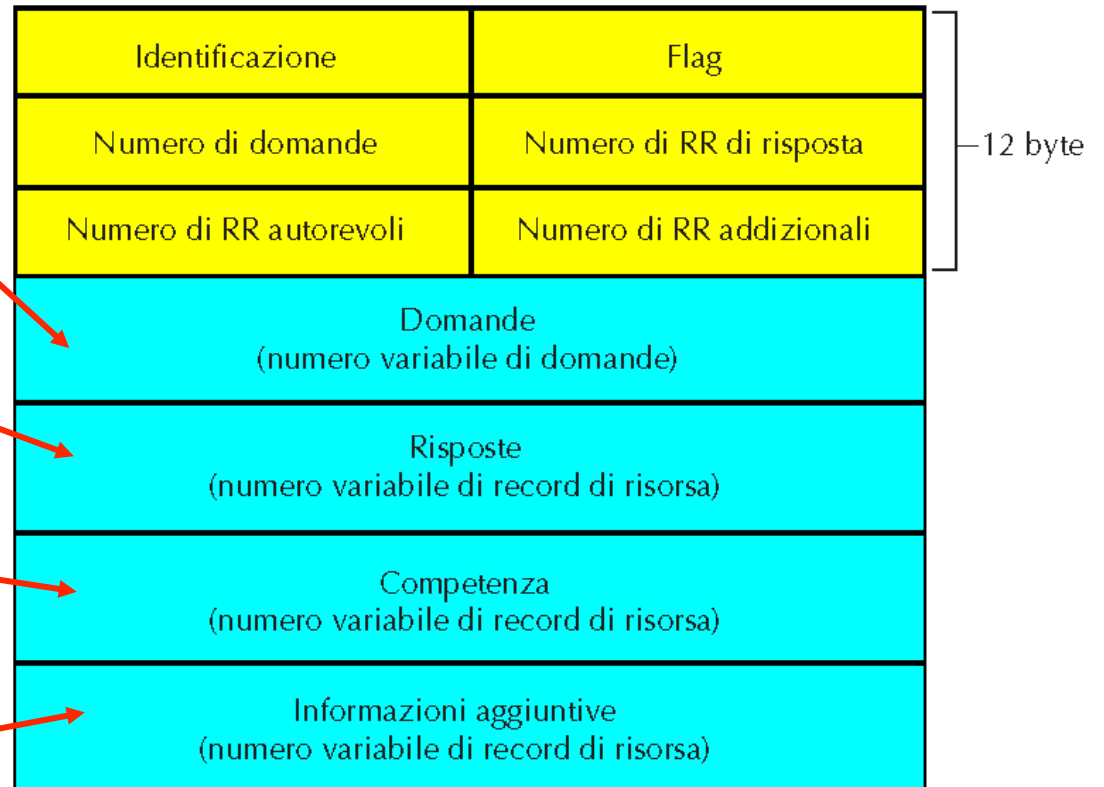 Identificazione
Flag
Numero di domande
Numero di RR di risposta
12 byte
Numero di RR autorevoli
Numero di RR addizionali
Domande
(numero variabile di domande)
Risposte
(numero variabile di record di risorsa)
Competenza
(numero variabile di record di risorsa)
Informazioni aggiuntive
(numero variabile di record di risorsa)